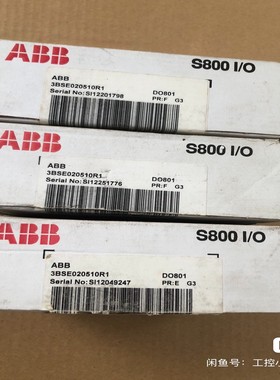 ABB
S800 I/O
ABB
3BSE020510R1
Serial No: SI12201798
DO801
PR:F G3
ABB
S800 I/O
ABB
3BSE020510R1
Serial No: SI12251776
DO801
PR:F G3
ABB
S800 I/O
ABB
3BSE020510R1
Serial No: SI12049247
DO801
PR:E G3
闲鱼号：工控小